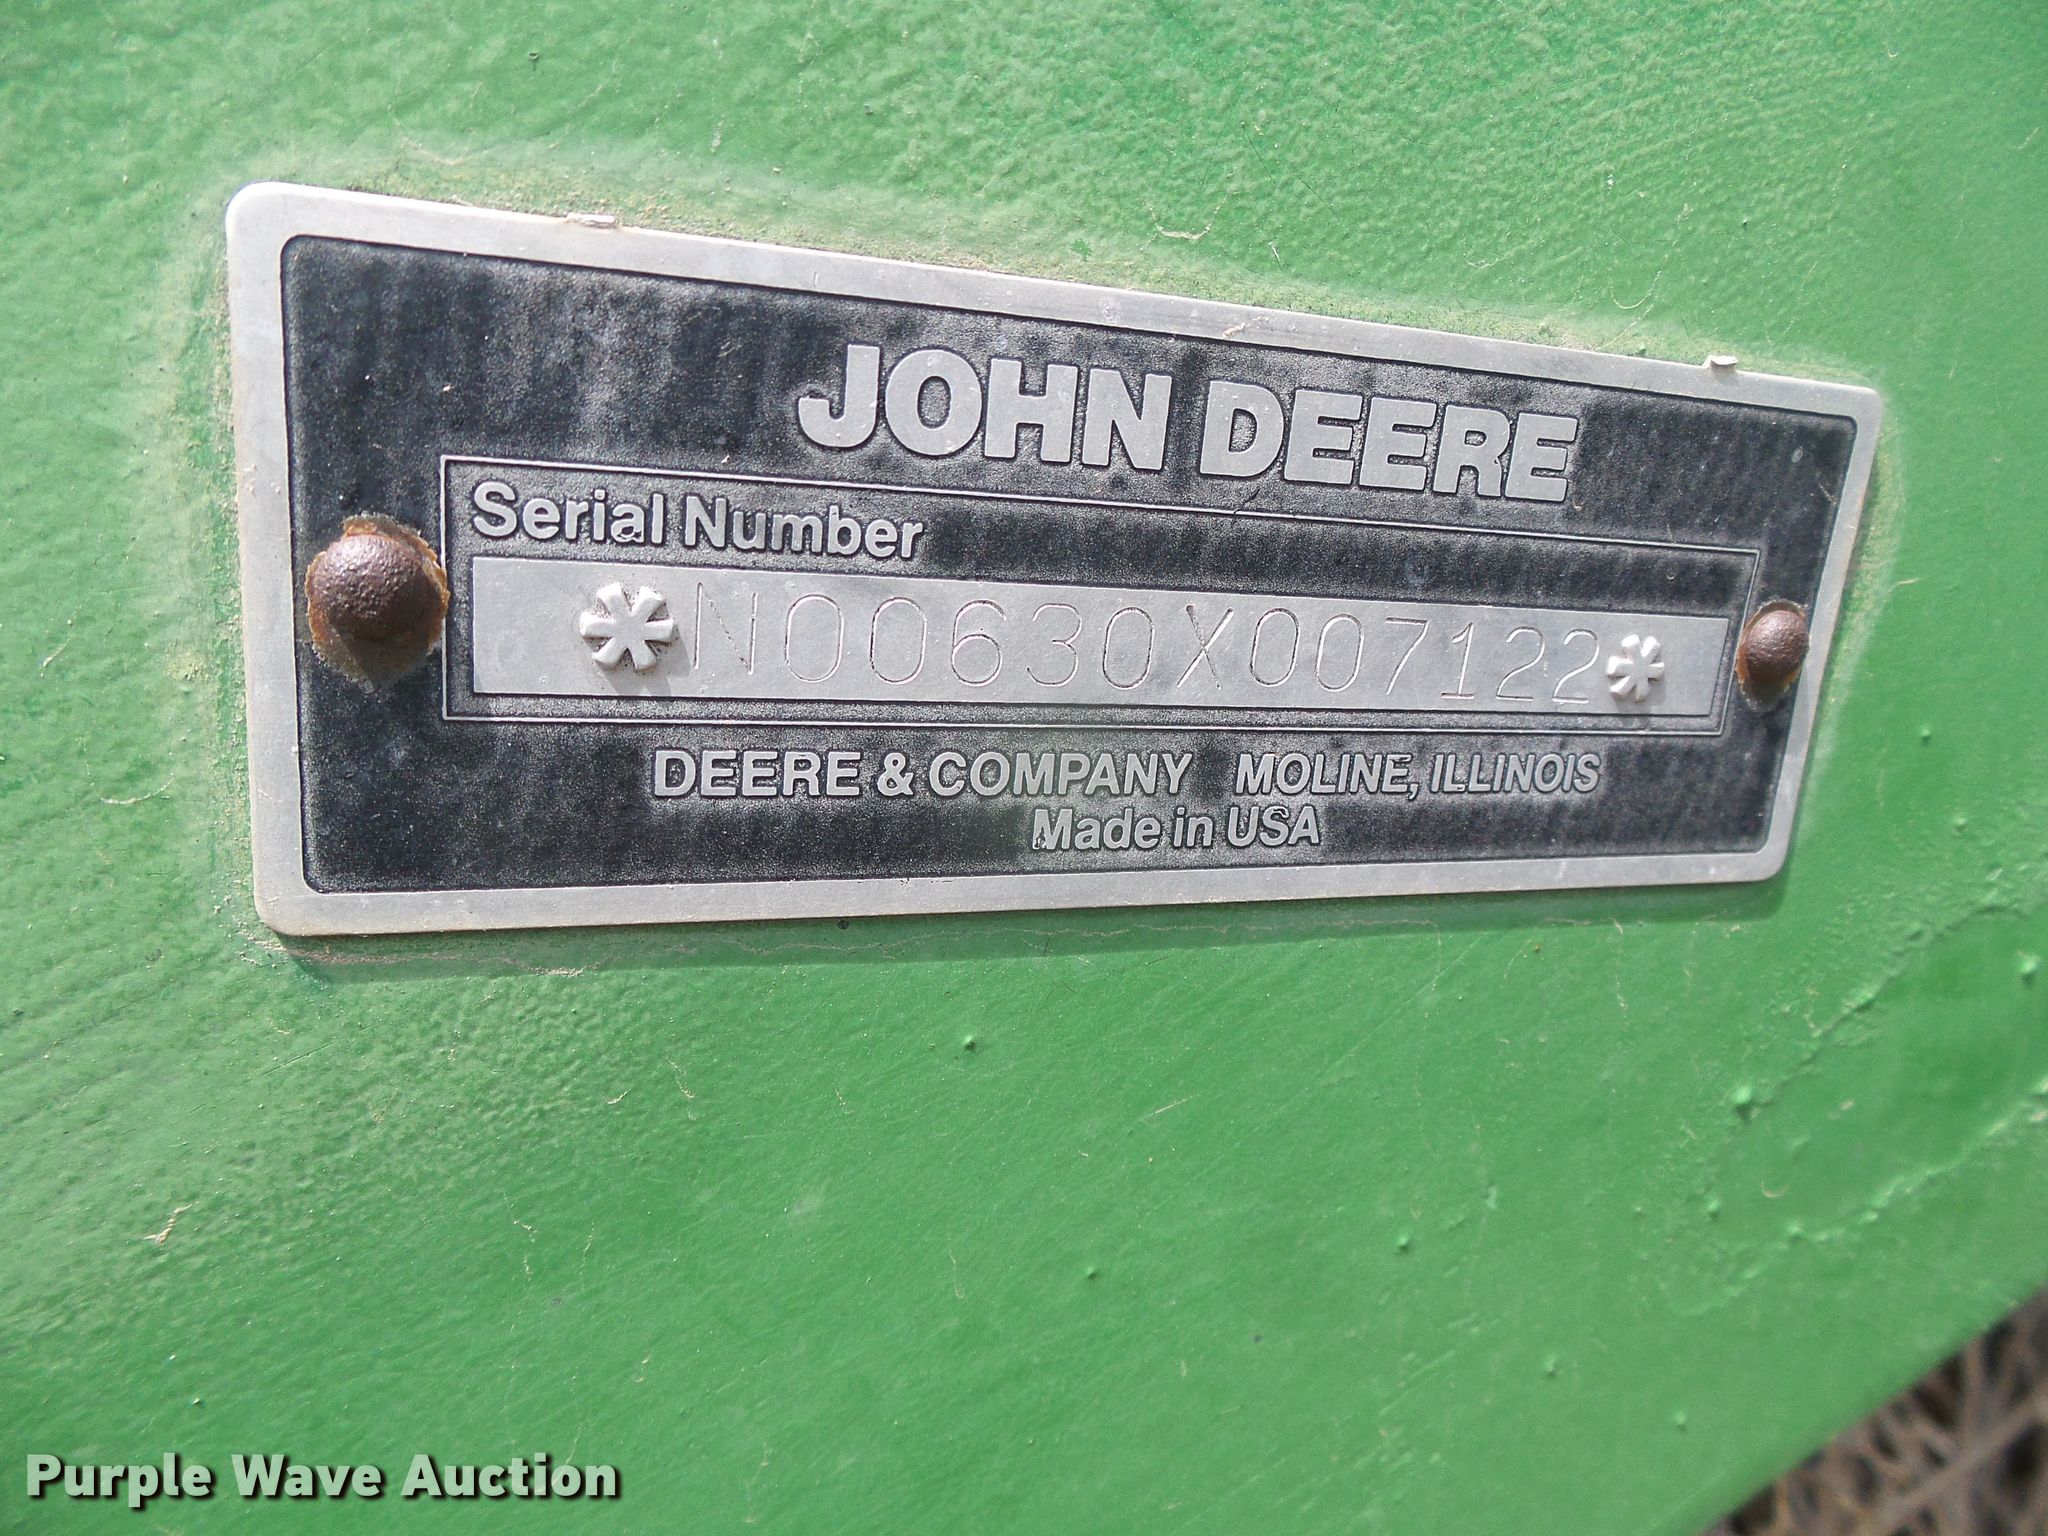 JOHN DEERE
Serial Number
*N00630X007122*
DEERE & COMPANY MOLINE, ILLINOIS
Made in USA
Purple Wave Auction